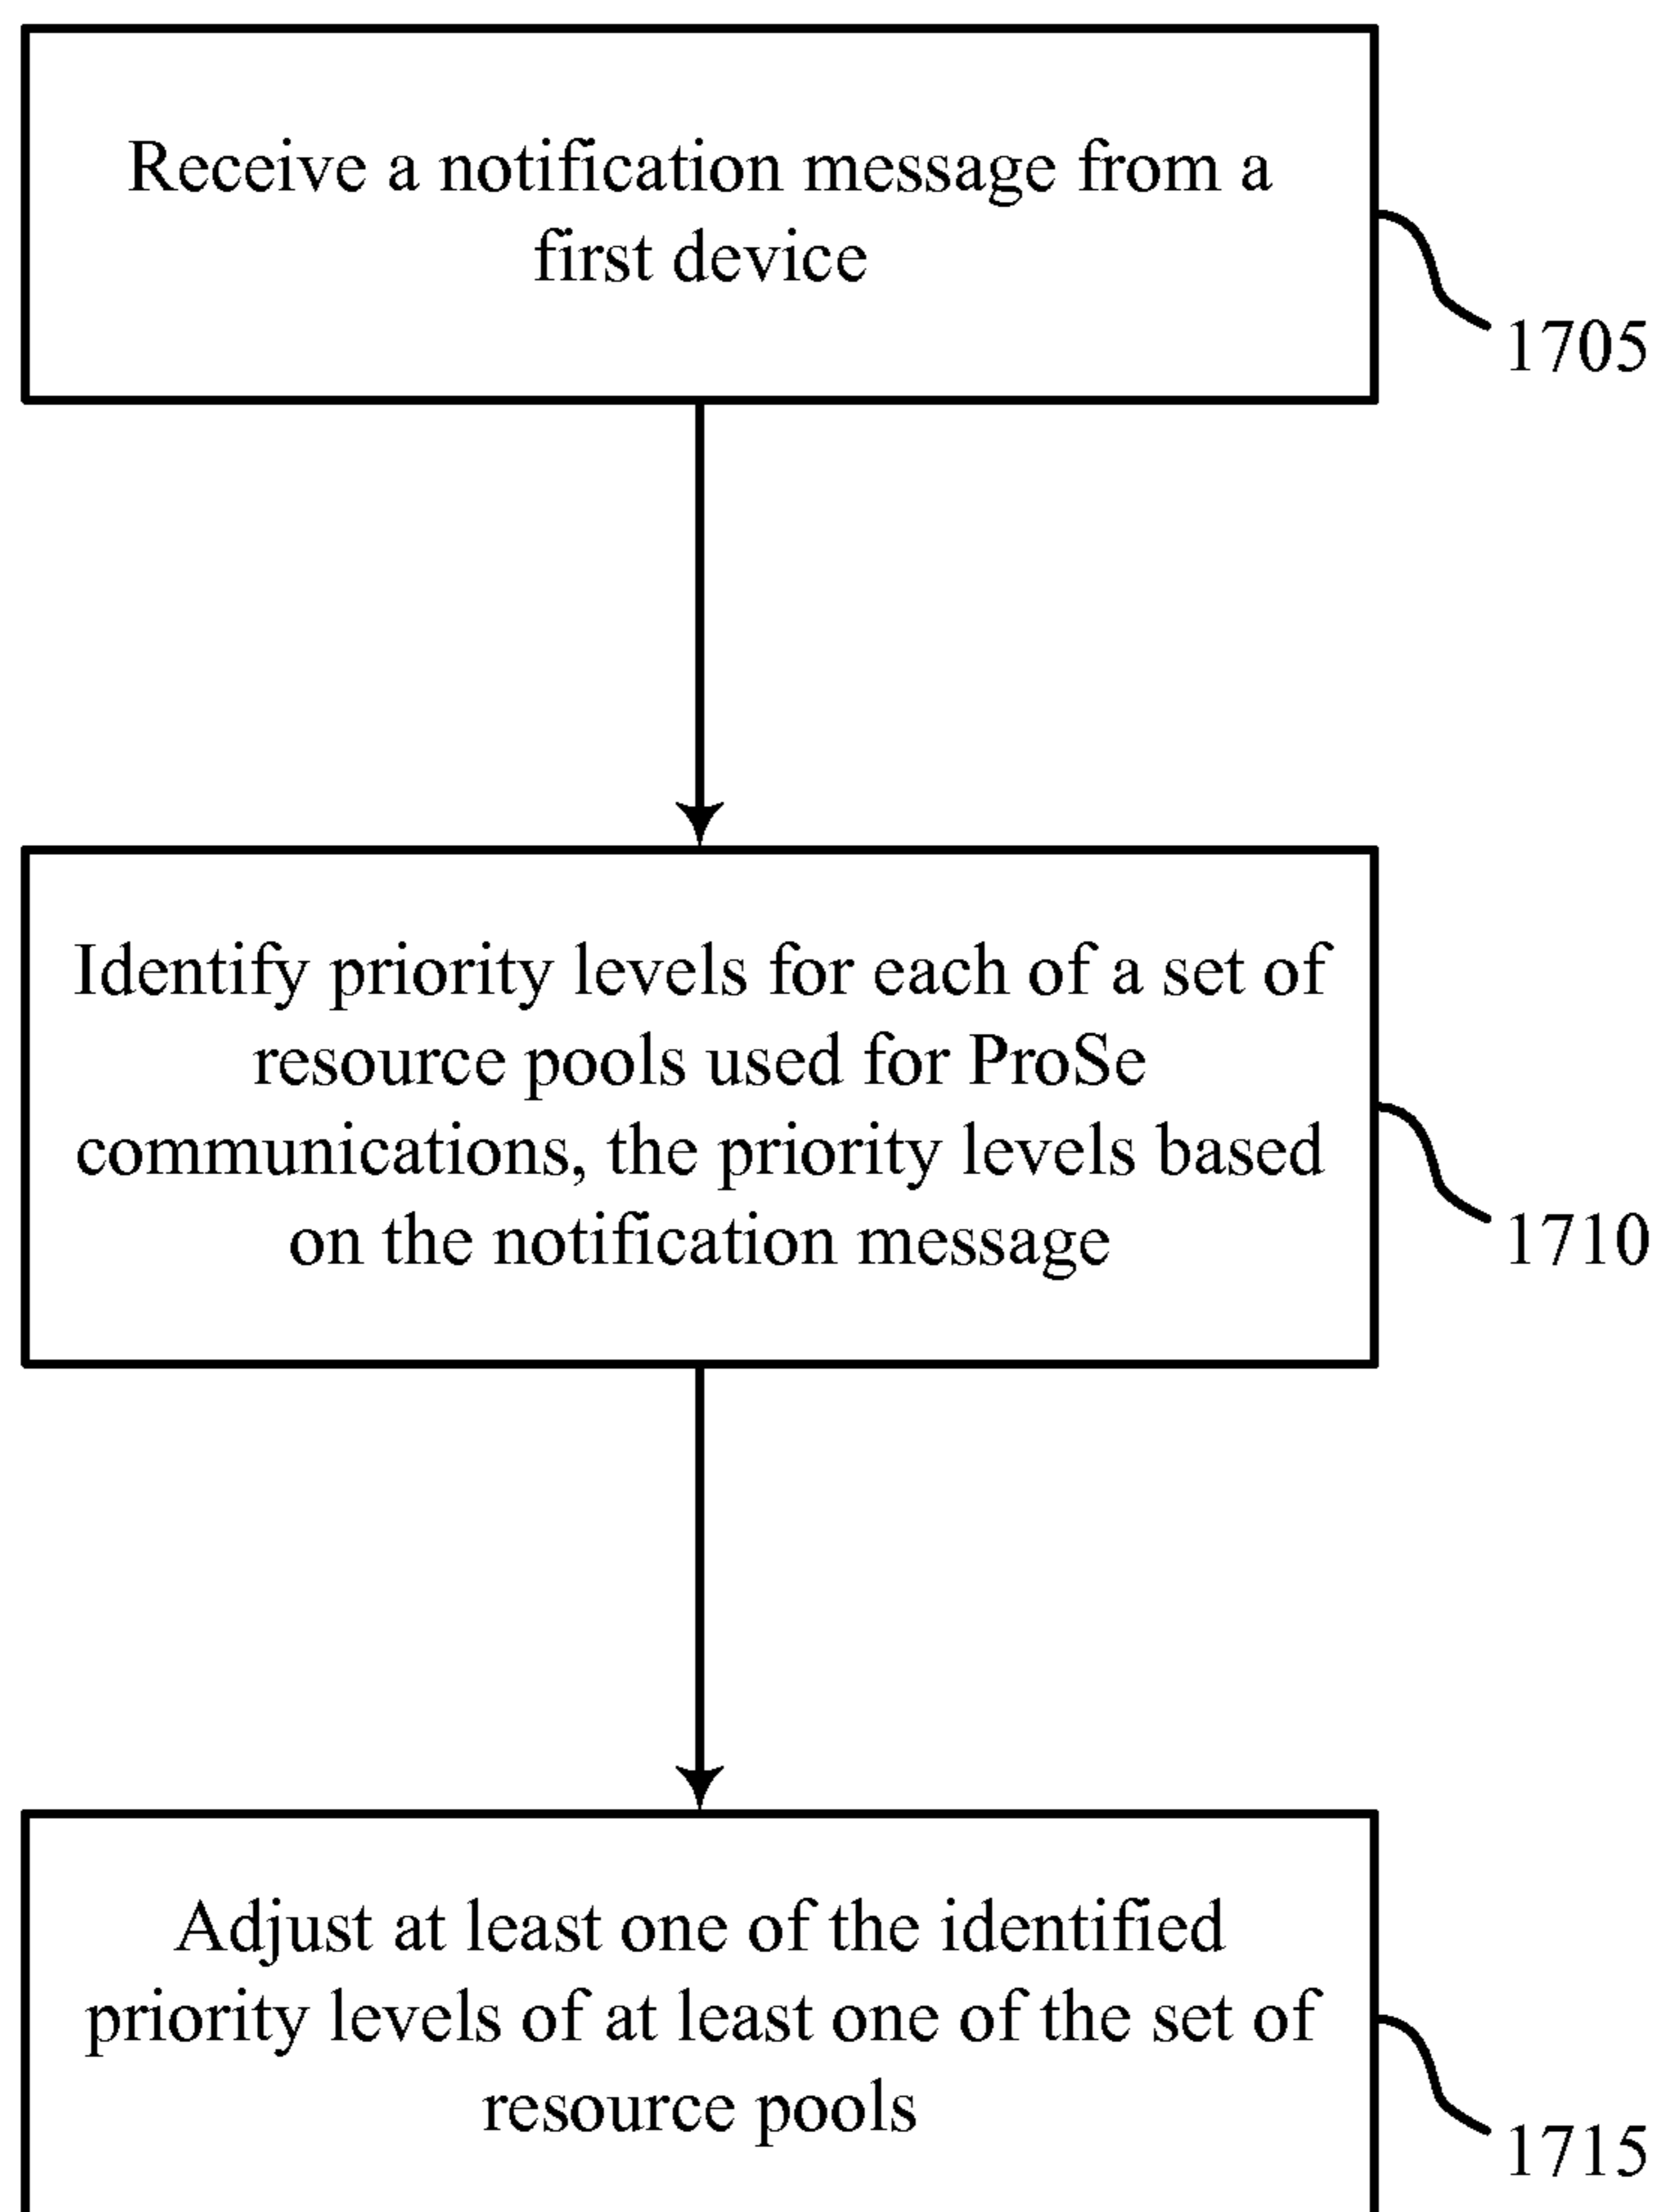 Receive a notification message from a
first device
1705
Identify priority levels for each of a set of
resource pools used for ProSe
communications, the priority levels based
on the notification message
1710
Adjust at least one of the identified
priority levels of at least one of the set of
resource pools
1715